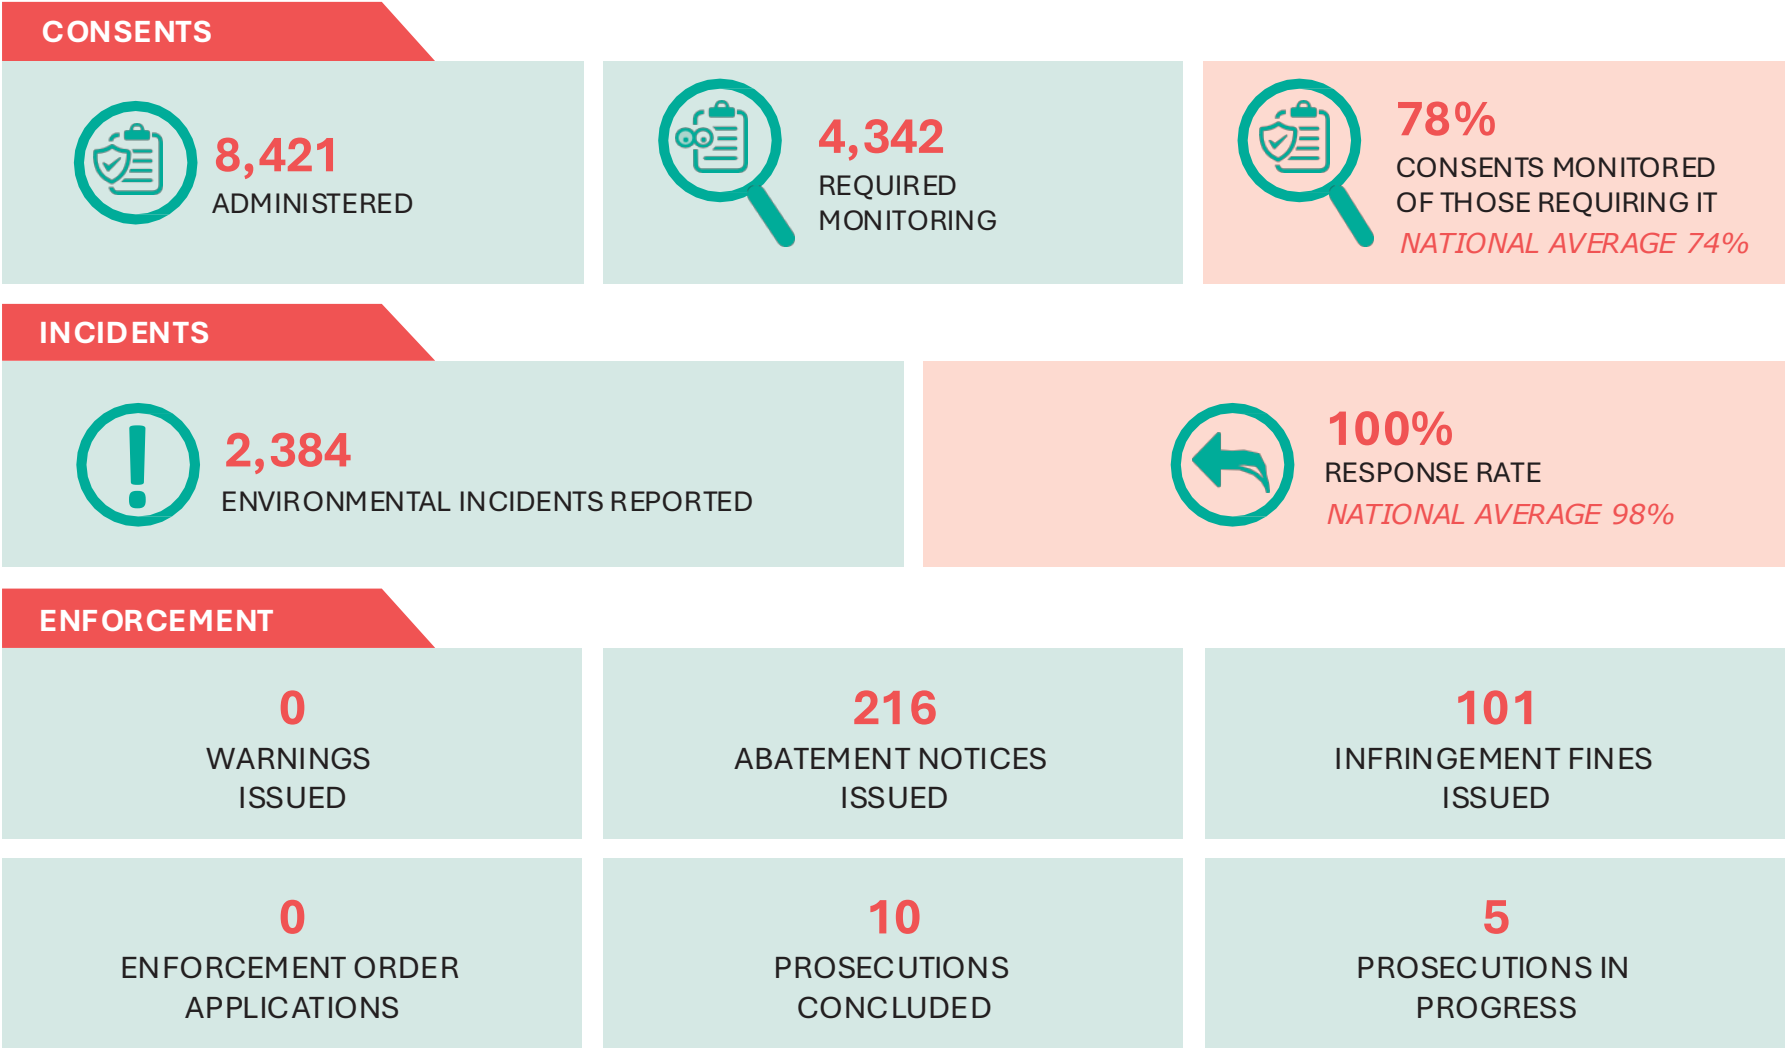 CONSENTS
8,421
ADMINISTERED
4,342
REQUIRED
MONITORING
78%
CONSENTS MONITORED
OF THOSE REQUIRING IT
NATIONAL AVERAGE 74%
INCIDENTS
2,384
ENVIRONMENTAL INCIDENTS REPORTED
100%
RESPONSE RATE
NATIONAL AVERAGE 98%
ENFORCEMENT
0
WARNINGS
ISSUED
216
ABATEMENT NOTICES
ISSUED
101
INFRINGEMENT FINES
ISSUED
0
ENFORCEMENT ORDER
APPLICATIONS
10
PROSECUTIONS
CONCLUDED
5
PROSECUTIONS IN
PROGRESS